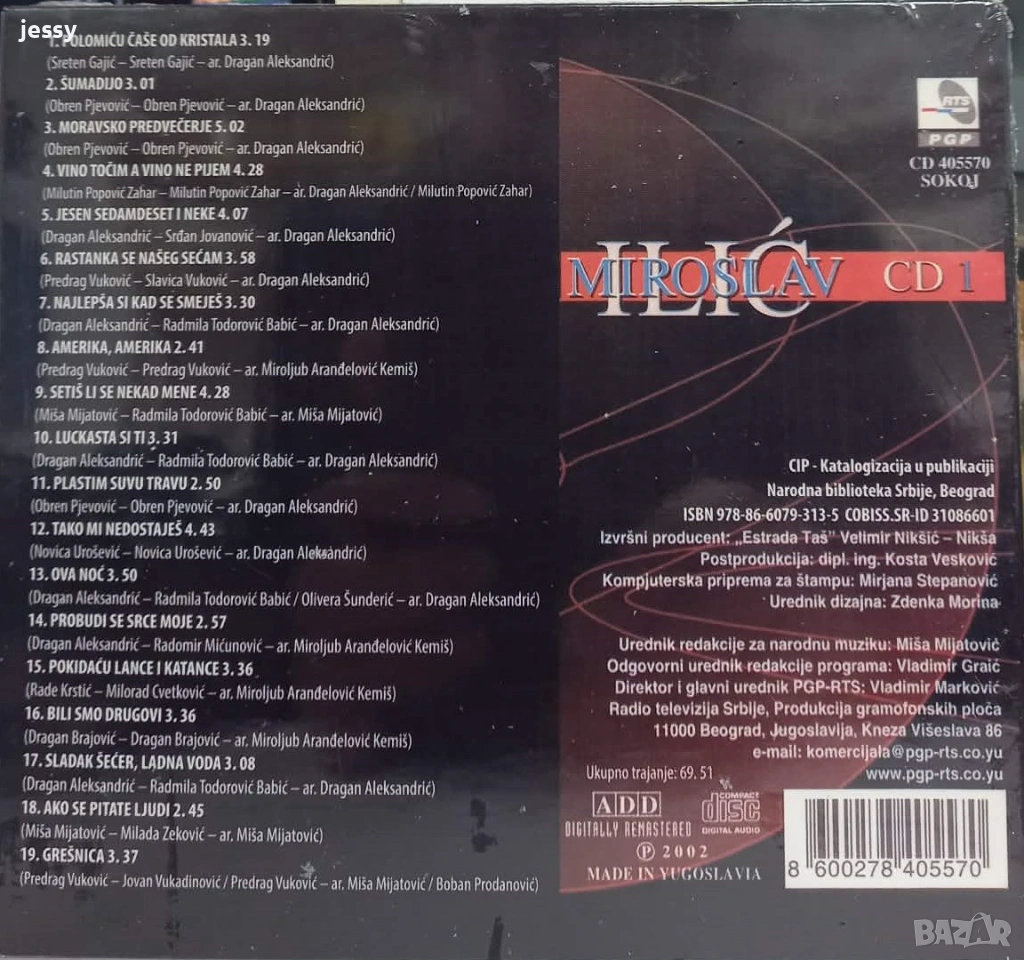 jessy
1. POLOMIĆU ČAŠE OD KRISTALA 3. 19
(Sreten Gajić – Sreten Gajić – ar. Dragan Aleksandrić)
2. ŠUMADIJO 3. 01
(Obren Pjevović – Obren Pjevović – ar. Dragan Aleksandrić)
3. MORAVSKO PREDVEČERJE 5. 02
(Obren Pjevović – Obren Pjevović – ar. Dragan Aleksandrić)
4. VINO TOČIM A VINO NE PIJEM 4. 28
(Milutin Popović Zahar – Milutin Popović Zahar – ar. Dragan Aleksandrić / Milutin Popović Zahar)
5. JESEN SEDAMDESET I NEKE 4. 07
(Dragan Aleksandrić – Srđan Jovanović – ar. Dragan Aleksandrić)
6. RASTANKA SE NAŠEG SEĆAM 3. 58
(Predrag Vuković – Slavica Vuković – ar. Dragan Aleksandrić)
7. NAJLEPŠA SI KAD SE SMEJEŠ 3. 30
(Dragan Aleksandrić – Radmila Todorović Babić – ar. Dragan Aleksandrić)
8. AMERIKA, AMERIKA 2. 41
(Predrag Vuković – Predrag Vuković – ar. Miroljub Aranđelović Kemiš)
9. SETIŠ LI SE NEKAD MENE 4. 28
(Miša Mijatović – Radmila Todorović Babić – ar. Miša Mijatović)
10. LUCKASTA SI TI 3. 31
(Dragan Aleksandrić – Radmila Todorović Babić – ar. Dragan Aleksandrić)
11. PLASTIM SUVU TRAVU 2. 50
(Obren Pjevović – Obren Pjevović – ar. Dragan Aleksandrić)
12. TAKO MI NEDOSTAJEŠ 4. 43
(Novica Urošević – Novica Urošević – ar. Dragan Aleksandrić)
13. OVA NOĆ 3. 50
(Dragan Aleksandrić – Radmila Todorović Babić / Olivera Šunderić – ar. Dragan Aleksandrić)
14. PROBUDI SE SRCE MOJE 2. 57
(Dragan Aleksandrić – Radomir Mićunović – ar. Miroljub Aranđelović Kemiš)
15. POKIDAĆU LANCE I KATANCE 3. 36
(Rade Krstić – Milorad Cvetković – ar. Miroljub Aranđelović Kemiš)
16. BILI SMO DRUGOVI 3. 36
(Dragan Brajović – Dragan Brajović – ar. Miroljub Aranđelović Kemiš)
17. SLADAK ŠEĆER, LADNA VODA 3. 08
(Dragan Aleksandrić – Radmila Todorović Babić – ar. Dragan Aleksandrić)
18. AKO SE PITATE LJUDI 2. 45
(Miša Mijatović – Milada Zeković – ar. Miša Mijatović)
19. GREŠNICA 3. 37
(Predrag Vuković – Jovan Vukadinović / Predrag Vuković – ar. Miša Mijatović / Boban Prodanović)
RTS
PGP
CD 405570
SOKOJ
ILIĆ
MIROSLAV CD 1
CIP - Katalogizacija u publikaciji
Narodna biblioteka Srbije, Beograd
ISBN 978-86-6079-313-5 COBISS.SR-ID 31086601
Izvršni producent: „Estrada Taš" Velimir Nikšić – Nikša
Postprodukcija: dipl. ing. Kosta Vesković
Kompjuterska priprema za štampu: Mirjana Stepanović
Urednik dizajna: Zdenka Morina
Urednik redakcije za narodnu muziku: Miša Mijatović
Odgovorni urednik redakcije programa: Vladimir Graić
Direktor i glavni urednik PGP-RTS: Vladimir Marković
Radio televizija Srbije, Produkcija gramofonskih ploča
11000 Beograd, Jugoslavija, Kneza Višeslava 86
e-mail: komercijala@pgp-rts.co.yu
www.pgp-rts.co.yu
Ukupno trajanje: 69. 51
ADD
DIGITALLY REMASTERED
COMPACT
disc
DIGITAL AUDIO
Ⓟ 2002
MADE IN YUGOSLAVIA
8 600278 405570
BAZAR